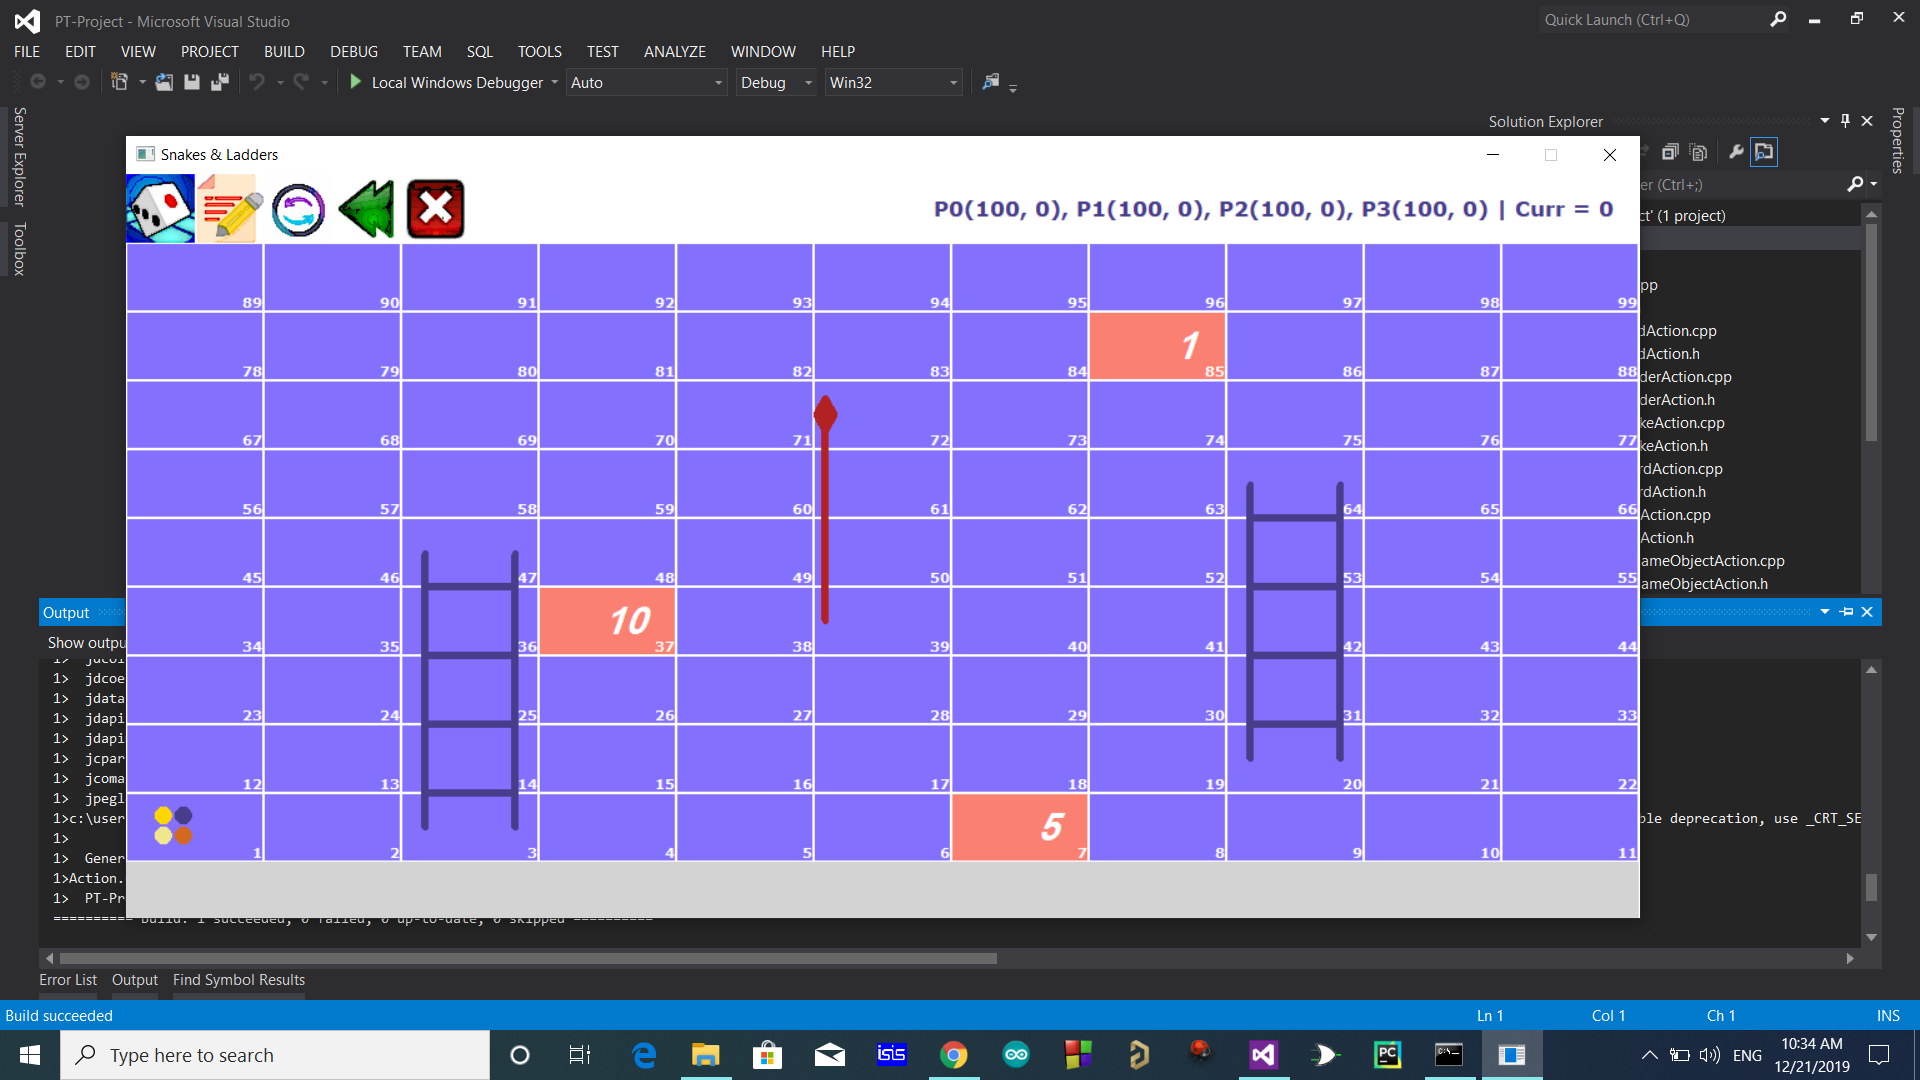 PT-Project - Microsoft Visual Studio
Quick Launch (Ctrl+Q)
FILE EDIT VIEW PROJECT BUILD DEBUG TEAM SQL TOOLS TEST ANALYZE WINDOW HELP
Local Windows Debugger Auto Debug Win32
Server Explorer
Toolbox
Solution Explorer
Properties
Snakes & Ladders
P0(100, 0), P1(100, 0), P2(100, 0), P3(100, 0) | Curr = 0
89 90 91 92 93 94 95 96 97 98 99
1
78 79 80 81 82 83 84 85 86 87 88
67 68 69 70 71 72 73 74 75 76 77
56 57 58 59 60 61 62 63 64 65 66
45 46 47 48 49 50 51 52 53 54 55
10
34 35 36 37 38 39 40 41 42 43 44
23 24 25 26 27 28 29 30 31 32 33
12 13 14 15 16 17 18 19 20 21 22
5
1 2 3 4 5 6 7 8 9 10 11
er (Ctrl+;)
ct' (1 project)
pp
dAction.cpp
dAction.h
derAction.cpp
derAction.h
keAction.cpp
keAction.h
rdAction.cpp
rdAction.h
Action.cpp
Action.h
ameObjectAction.cpp
ameObjectAction.h
Output
Show outpu
1> jdcoe
1> jdata
1> jdapi
1> jdapi
1> jcpar
1> jcoma
1> jpegl
1>c:\user
ble deprecation, use _CRT_SE
1>
1> Gener
1>Action.
1> PT-Pr
========== Build: 1 succeeded, 0 failed, 0 up-to-date, 0 skipped ==========
Error List Output Find Symbol Results
Build succeeded
Ln 1 Col 1 Ch 1 INS
Type here to search
isis
PC
ENG
10:34 AM
12/21/2019